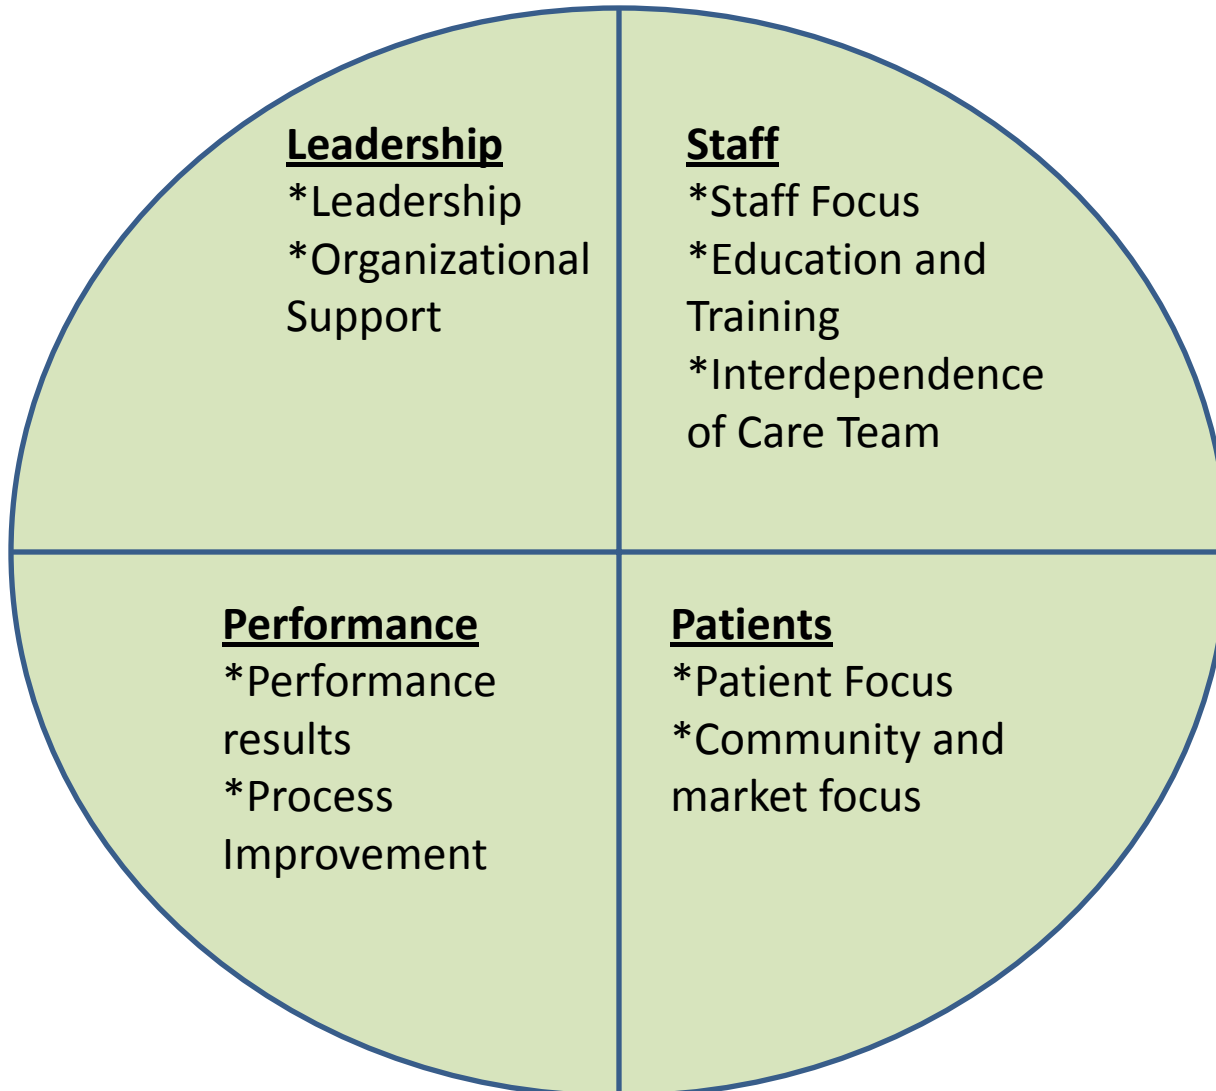 Leadership
*Leadership
*Organizational
Support
Staff
*Staff Focus
*Education and
Training
*Interdependence
of Care Team
Performance
*Performance
results
*Process
Improvement
Patients
*Patient Focus
*Community and
market focus